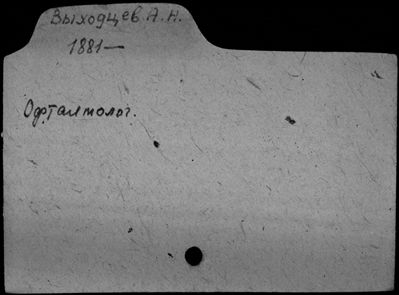 Выходцев А.Н.
1881—
Офталмолог.